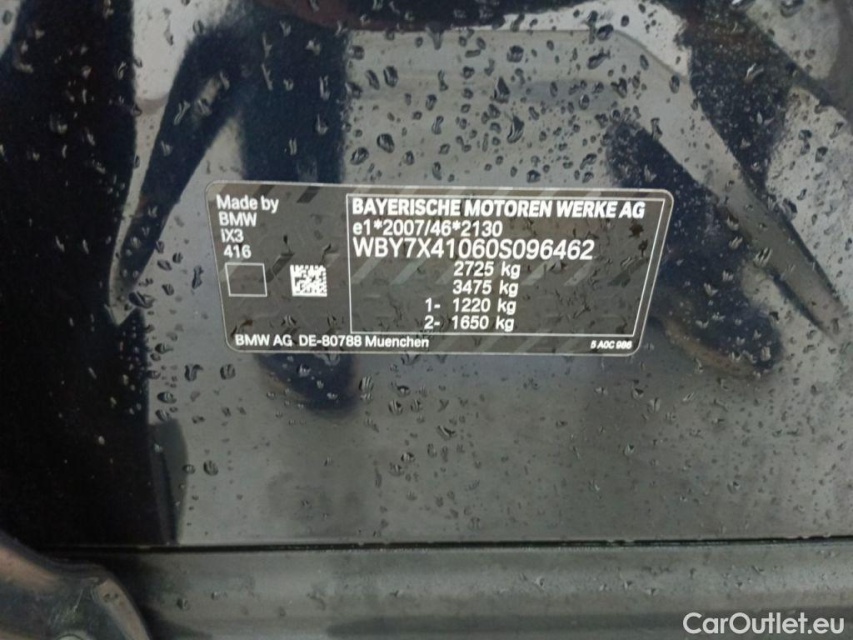 Made by
BMW
IX3
416
BAYERISCHE MOTOREN WERKE AG
e1*2007/46*2130
WBY7X41060S096462
2725 kg
3475 kg
1- 1220 kg
2- 1650 kg
BMW AG DE-80788 Muenchen
5 A0C 986
CarOutlet.eu